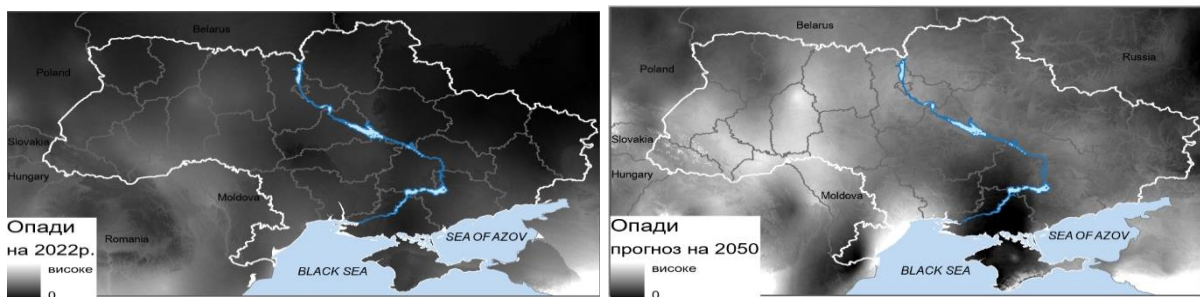 Belarus
Poland
Slovakia
Hungary
Moldova
Romania
SEA OF AZOV
BLACK SEA
Опади
на 2022р.
високе
0
Belarus
Russia
Poland
Slovakia
Hungary
Moldova
SEA OF AZOV
BLACK SEA
Опади
прогноз на 2050
високе
0